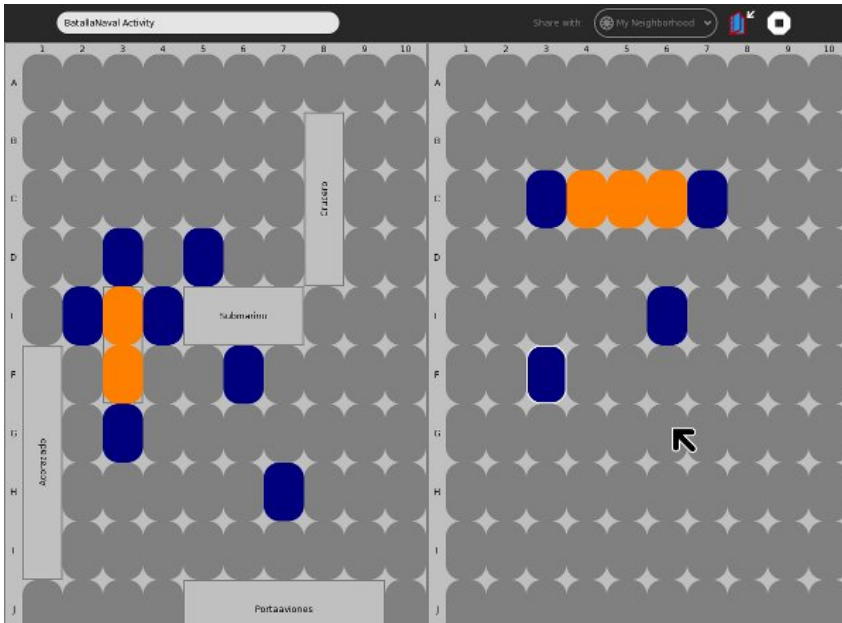 BatallaNaval Activity
Share with:
My Neighborhood
1 2 3 4 5 6 7 8 9 10
1 2 3 4 5 6 7 8 9 10
A
B
C
D
F
G
H
I
J
A
B
C
D
F
G
H
I
J
Crucero
Submarino
Acorazado
Portaaviones